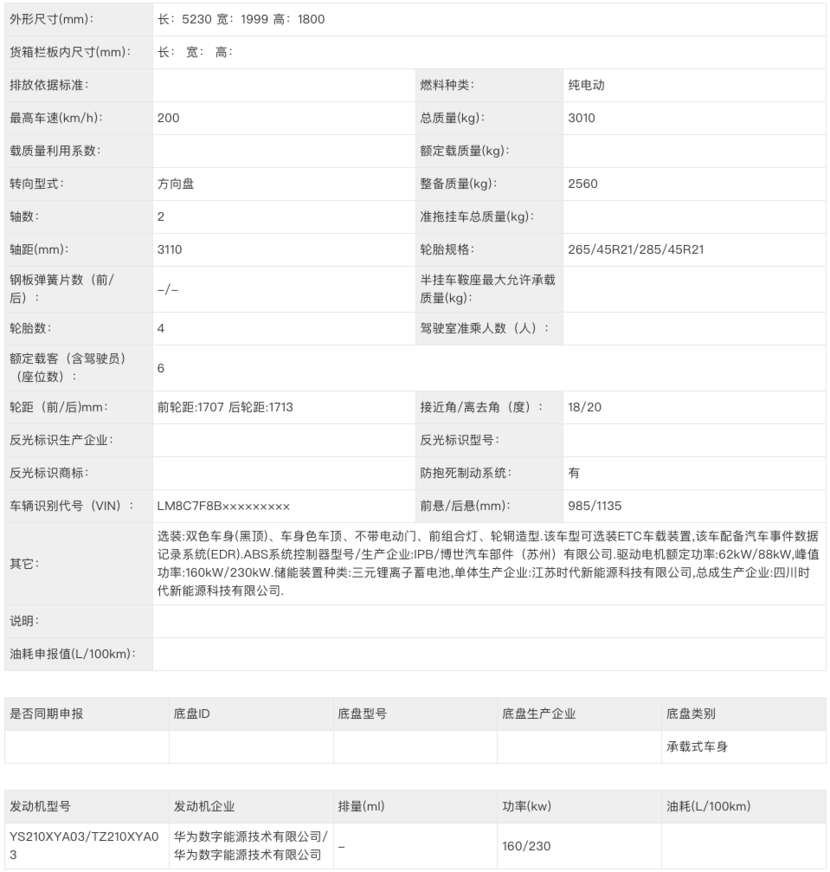 外形尺寸(mm)： 长： 5230 宽：1999 高：1800
货箱栏板内尺寸(mm)： 长： 宽： 高：
排放依据标准： 燃料种类： 纯电动
最高车速(km/h)： 200 总质量(kg)： 3010
载质量利用系数： 额定载质量(kg)：
转向型式： 方向盘 整备质量(kg)： 2560
轴数： 2 准拖挂车总质量(kg)：
轴距(mm)： 3110 轮胎规格： 265/45R21/285/45R21
钢板弹簧片数（前/
后）： –/– 半挂车鞍座最大允许承载
质量(kg)：
轮胎数： 4 驾驶室准乘人数（人）：
额定载客（含驾驶员）
（座位数）： 6
轮距（前/后)mm： 前轮距:1707 后轮距:1713 接近角/离去角（度）： 18/20
反光标识生产企业： 反光标识型号：
反光标识商标： 防抱死制动系统： 有
车辆识别代号（VIN）： LM8C7F8B××××××××× 前悬/后悬(mm)： 985/1135
其它：
选装:双色车身(黑顶)、车身色车顶、不带电动门、前组合灯、轮辋造型.该车型可选装ETC车载装置,该车配备汽车事件数据
记录系统(EDR).ABS系统控制器型号/生产企业:IPB/博世汽车部件（苏州）有限公司.驱动电机额定功率:62kW/88kW,峰值
功率:160kW/230kW.储能装置种类:三元锂离子蓄电池,单体生产企业:江苏时代新能源科技有限公司,总成生产企业:四川时
代新能源科技有限公司.
说明：
油耗申报值(L/100km)：
是否同期申报 底盘ID 底盘型号 底盘生产企业 底盘类别
承载式车身
发动机型号 发动机企业 排量(ml) 功率(kw) 油耗(L/100km)
YS210XYA03/TZ210XYA0
3 华为数字能源技术有限公司/
华为数字能源技术有限公司 – 160/230